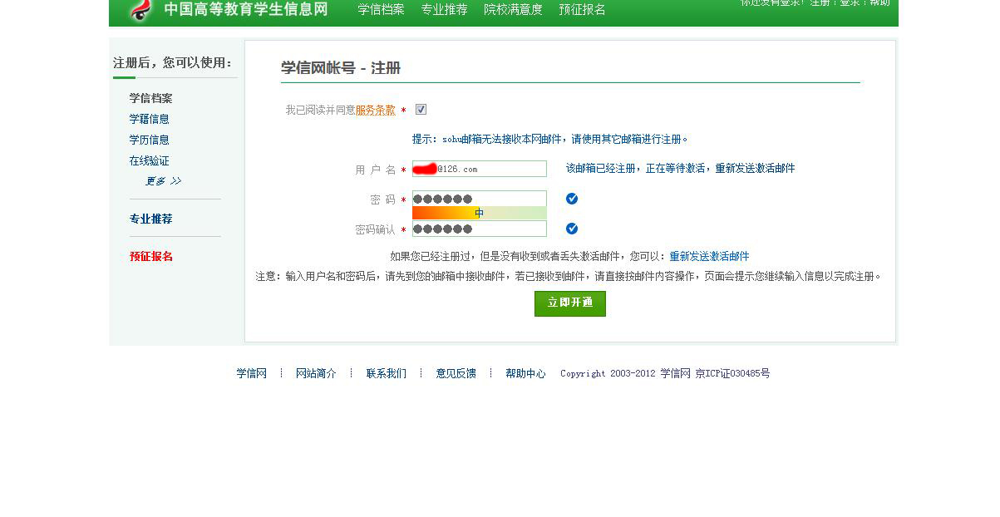 中国高等教育学生信息网 学信档案 专业推荐 院校满意度 预征报名 你还没有登录! 注册 | 登录 | 帮助
注册后，您可以使用：
学信档案
学籍信息
学历信息
在线验证
更多 >>
专业推荐
预征报名
学信网帐号 - 注册
我已阅读并同意服务条款 *
提示：sohu邮箱无法接收本网邮件，请使用其它邮箱进行注册。
用 户 名 * @126.com 该邮箱已经注册，正在等待激活，重新发送激活邮件
密 码 * ●●●●●●
中
密码确认 * ●●●●●●
如果您已经注册过，但是没有收到或者丢失激活邮件，您可以：重新发送激活邮件
注意：输入用户名和密码后，请先到您的邮箱中接收邮件，若已接收到邮件，请直接按邮件内容操作，页面会提示您继续输入信息以完成注册。
立即开通
学信网 ┊ 网站简介 ┊ 联系我们 ┊ 意见反馈 ┊ 帮助中心 Copyright 2003-2012 学信网 京ICP证030485号